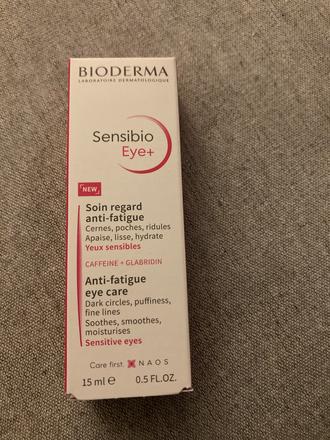 BIODERMA
LABORATOIRE DERMATOLOGIQUE
Sensibio
Eye+
NEW
Soin regard
anti-fatigue
Cernes, poches, ridules
Apaise, lisse, hydrate
Yeux sensibles
CAFFEINE + GLABRIDIN
Anti-fatigue
eye care
Dark circles, puffiness,
fine lines
Soothes, smoothes,
moisturises
Sensitive eyes
Care first. NAOS
15 ml ℮ 0.5 FL.OZ.